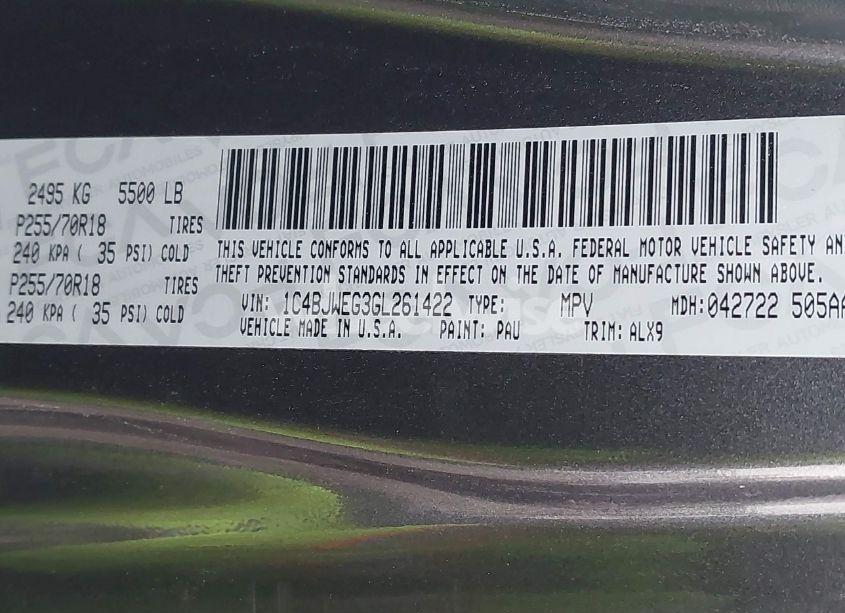 2495 KG 5500 LB
P255/70R18 TIRES
240 KPA ( 35 PSI) COLD
P255/70R18 TIRES
240 KPA ( 35 PSI) COLD
THIS VEHICLE CONFORMS TO ALL APPLICABLE U.S.A. FEDERAL MOTOR VEHICLE SAFETY AN
THEFT PREVENTION STANDARDS IN EFFECT ON THE DATE OF MANUFACTURE SHOWN ABOVE.
VIN: 1C4BJWEG3GL261422 TYPE: MPV MDH:042722 505AA
VEHICLE MADE IN U.S.A. PAINT: PAU TRIM: ALX9